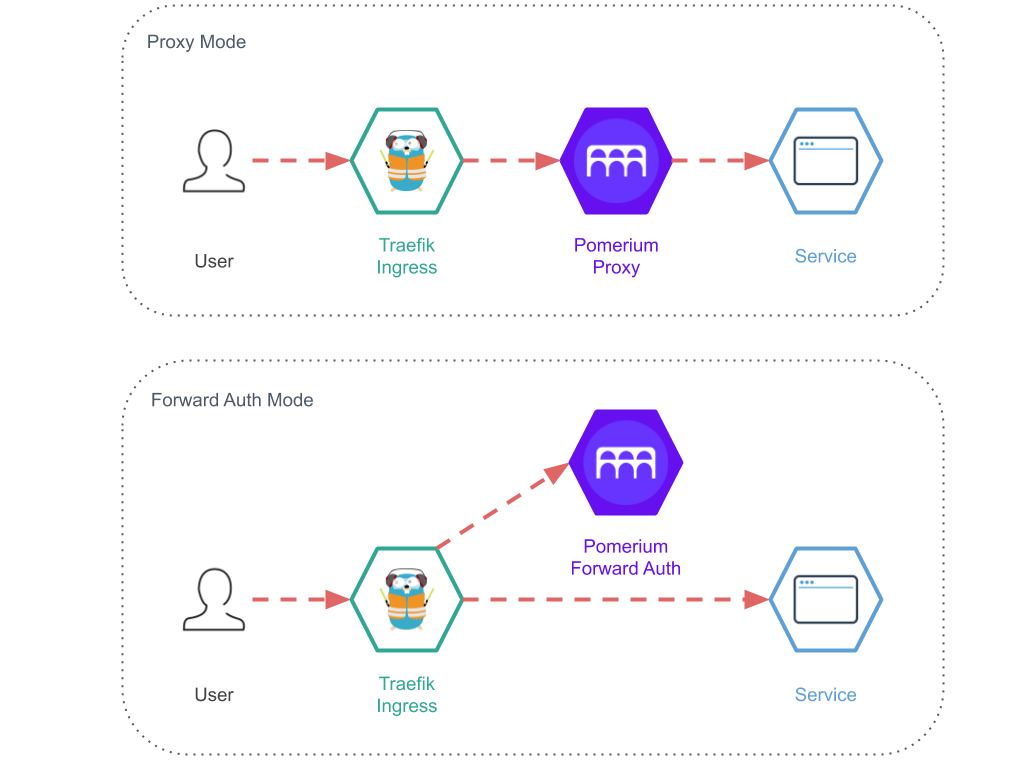 Proxy Mode
User
Traefik
Ingress
Pomerium
Proxy
Service
Forward Auth Mode
Pomerium
Forward Auth
User
Traefik
Ingress
Service